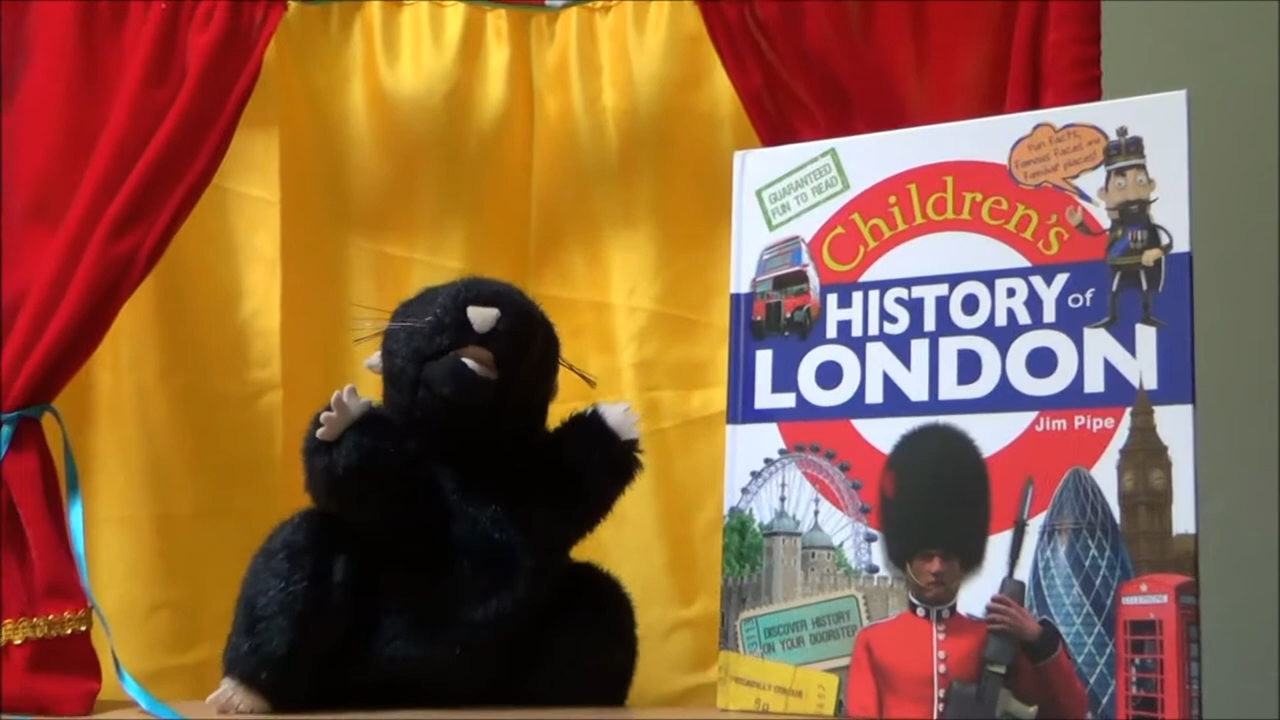 GUARANTEED
FUN TO READ
Fun facts,
famous faces and
familiar places!
Children's
HISTORY of
LONDON
Jim Pipe
DISCOVER HISTORY
ON YOUR DOORSTEP
TELEPHONE